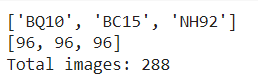 ['BQ10', 'BC15', 'NH92']
[96, 96, 96]
Total images: 288